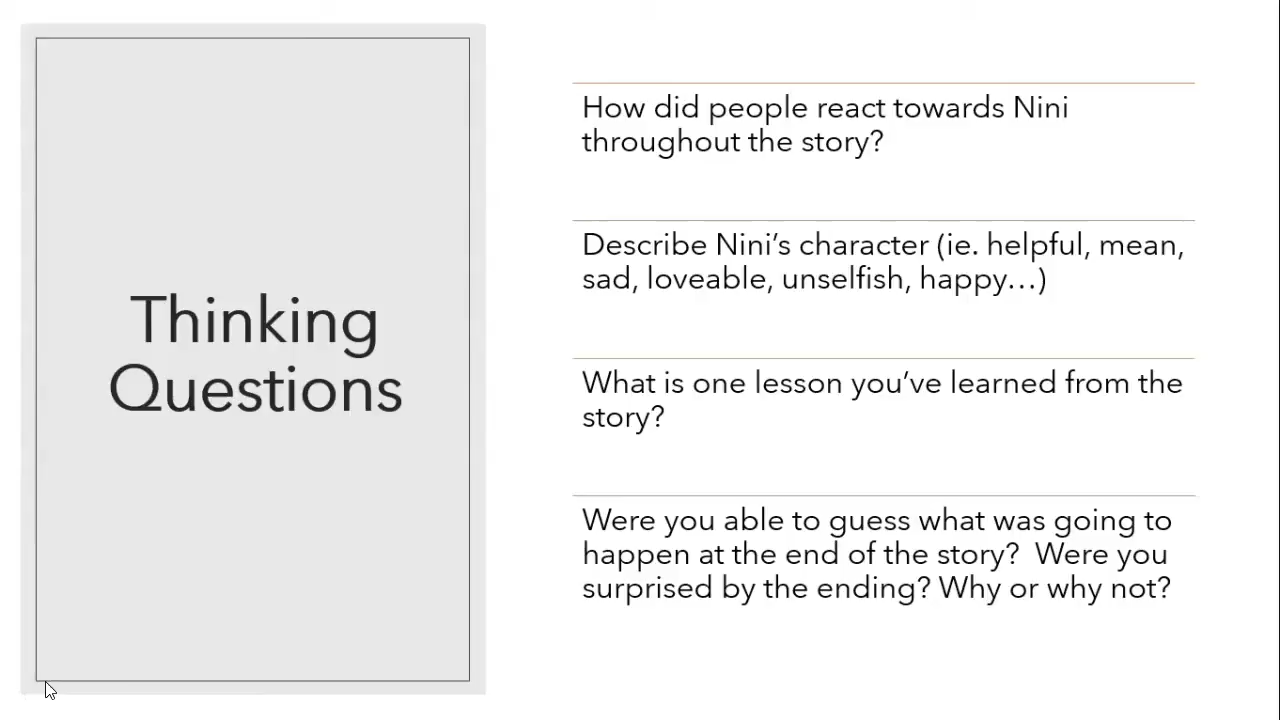 Thinking
Questions
How did people react towards Nini
throughout the story?
Describe Nini’s character (ie. helpful, mean,
sad, loveable, unselfish, happy…)
What is one lesson you’ve learned from the
story?
Were you able to guess what was going to
happen at the end of the story?  Were you
surprised by the ending? Why or why not?